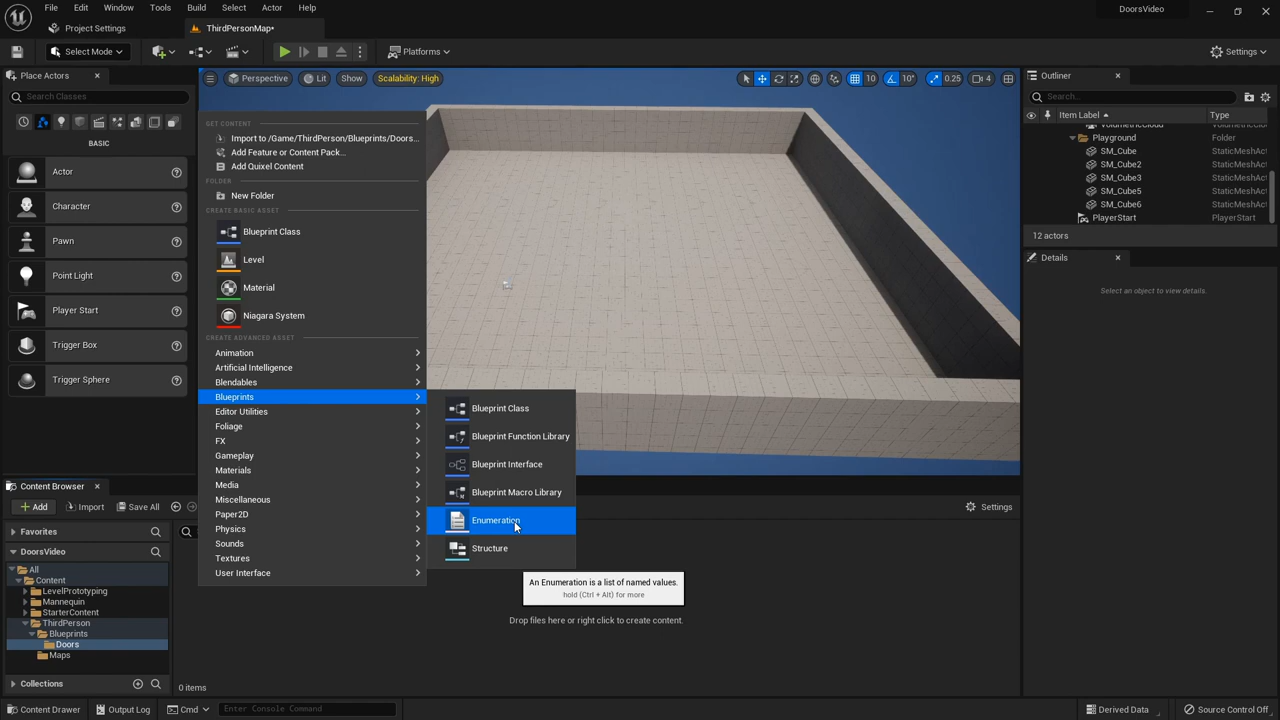 File Edit Window Tools Build Select Actor Help
DoorsVideo
Project Settings
ThirdPersonMap*
Select Mode
Platforms
Settings
Place Actors
Search Classes
BASIC
Actor
Character
Pawn
Point Light
Player Start
Trigger Box
Trigger Sphere
Perspective
Lit
Show
Scalability: High
10
10°
0.25
4
GET CONTENT
Import to /Game/ThirdPerson/Blueprints/Doors...
Add Feature or Content Pack...
Add Quixel Content
FOLDER
New Folder
CREATE BASIC ASSET
Blueprint Class
Level
Material
Niagara System
CREATE ADVANCED ASSET
Animation
Artificial Intelligence
Blendables
Blueprints
Editor Utilities
Foliage
FX
Gameplay
Materials
Media
Miscellaneous
Paper2D
Physics
Sounds
Textures
User Interface
Blueprint Class
Blueprint Function Library
Blueprint Interface
Blueprint Macro Library
Enumeration
Structure
An Enumeration is a list of named values.
hold (Ctrl + Alt) for more
Drop files here or right click to create content.
Outliner
Search...
Item Label Type
VolumetricCloud
Playground Folder
SM_Cube StaticMeshAct
SM_Cube2 StaticMeshAct
SM_Cube3 StaticMeshAct
SM_Cube5 StaticMeshAct
SM_Cube6 StaticMeshAct
PlayerStart PlayerStart
12 actors
Details
Select an object to view details.
Content Browser
Add Import Save All
Settings
Favorites
DoorsVideo
All
Content
LevelPrototyping
Mannequin
StarterContent
ThirdPerson
Blueprints
Doors
Maps
Collections
0 items
Content Drawer Output Log Cmd Enter Console Command
Derived Data Source Control Off